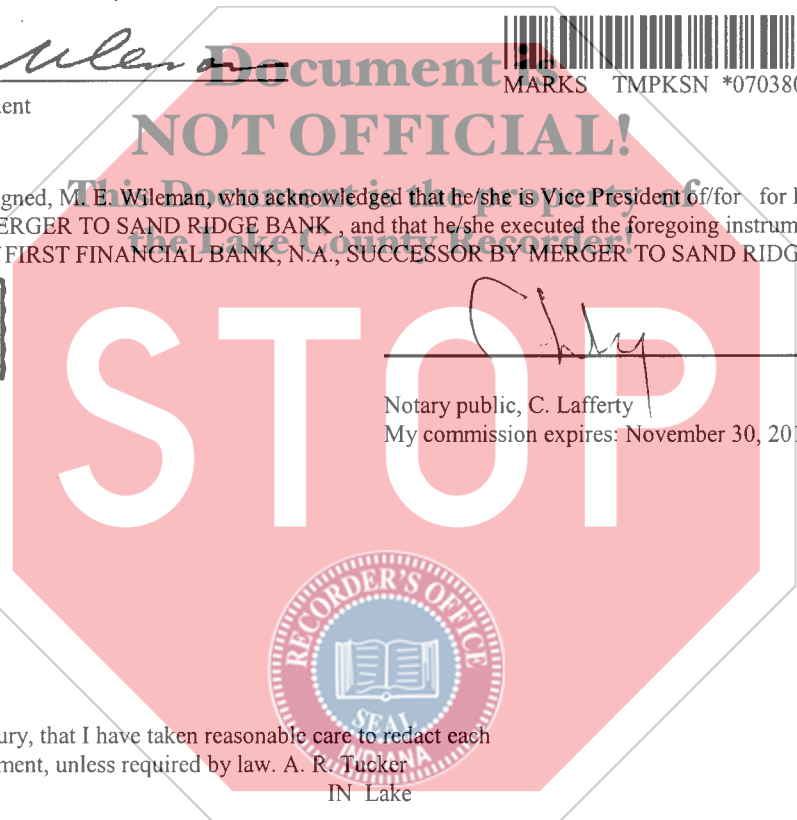 Wileman
MARKS TMPKSN *070380
ent
gned, M. E. Wileman, who acknowledged that he/she is Vice President of/for for
ERGER TO SAND RIDGE BANK , and that he/she executed the foregoing instrum
FIRST FINANCIAL BANK, N.A., SUCCESSOR BY MERGER TO SAND RIDG
Document is
NOT OFFICIAL!
This Document is the property of
the Lake County Recorder!
STOP
Notary public, C. Lafferty
My commission expires: November 30, 201
RECORDER'S OFFICE
SEAL
INDIANA
ury, that I have taken reasonable care to redact each
ment, unless required by law. A. R. Tucker
IN Lake